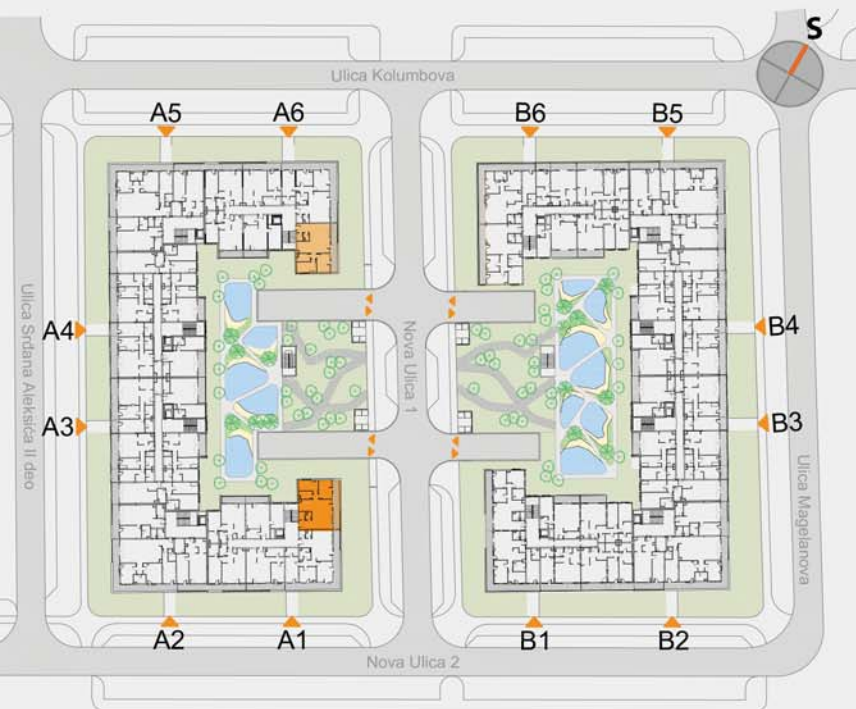 S
Ulica Kolumbova
A5
A6
B6
B5
A4
B4
Ulica Srđana Aleksića II deo
Nova Ulica 1
A3
B3
Ulica Magelanova
A2
A1
B1
B2
Nova Ulica 2